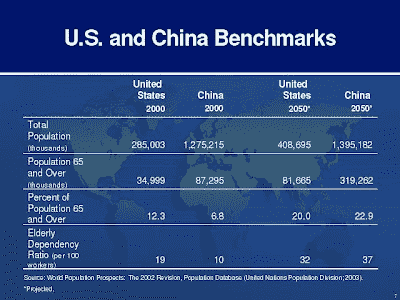 U.S. and China Benchmarks
United States 2000 China 2000 United States 2050* China 2050*
Total Population (thousands) 285,003 1,275,215 408,695 1,395,182
Population 65 and Over (thousands) 34,999 87,295 81,665 319,262
Percent of Population 65 and Over 12.3 6.8 20.0 22.9
Elderly Dependency Ratio (per 100 workers) 19 10 32 37
Source: World Population Prospects: The 2002 Revision, Population Database (United Nations Population Division; 2003).
*Projected.
7